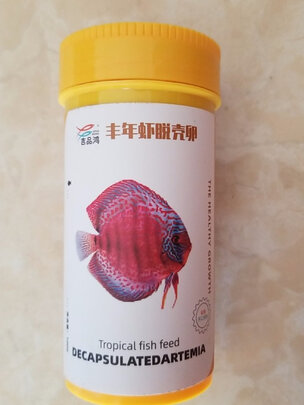 吉品鸿
丰年虾脱壳卵
THE HEALTHY GROWTH
Tropical fish feed
DECAPSULATEDARTEMIA